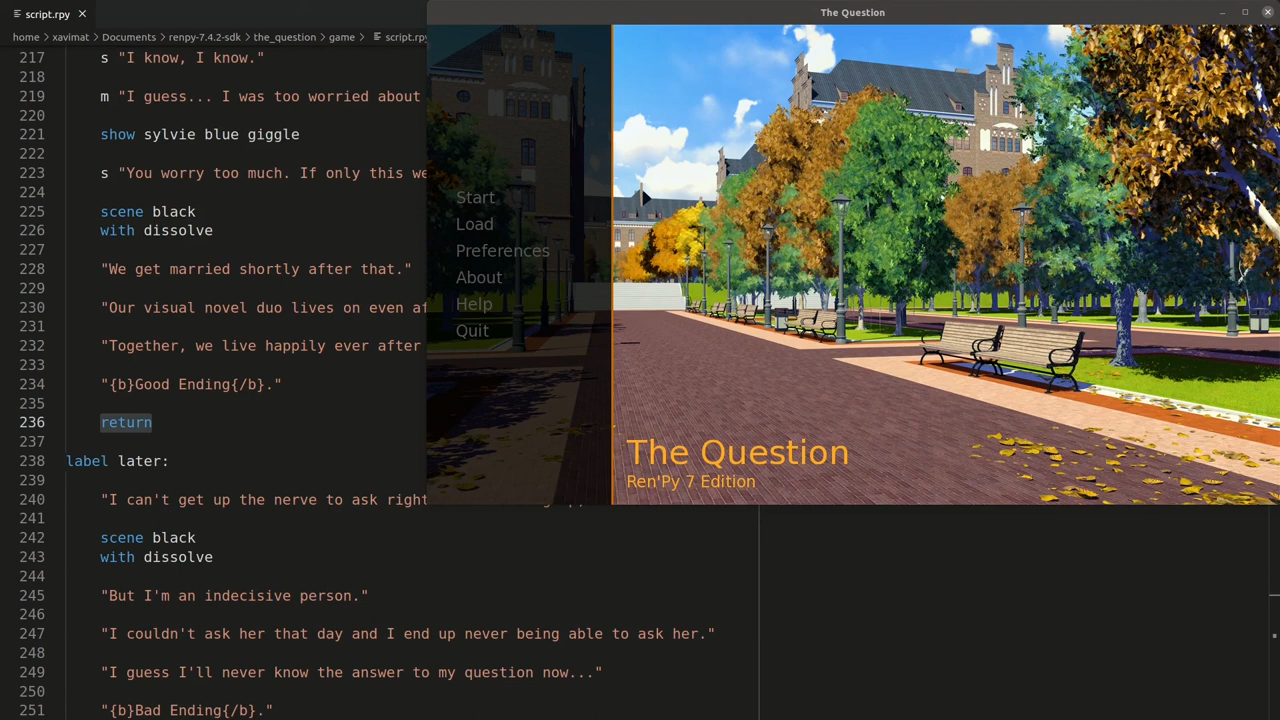 script.rpy
home > xavimat > Documents > renpy-7.4.2-sdk > the_question > game > script.rpy
217 s "I know, I know."
218
219 m "I guess... I was too worried about
220
221 show sylvie blue giggle
222
223 s "You worry too much. If only this we
224
225 scene black
226 with dissolve
227
228 "We get married shortly after that."
229
230 "Our visual novel duo lives on even af
231
232 "Together, we live happily ever after
233
234 "{b}Good Ending{/b}."
235
236 return
237
238 label later:
239
240 "I can't get up the nerve to ask right
241
242 scene black
243 with dissolve
244
245 "But I'm an indecisive person."
246
247 "I couldn't ask her that day and I end up never being able to ask her."
248
249 "I guess I'll never know the answer to my question now..."
250
251 "{b}Bad Ending{/b}."
The Question
Start
Load
Preferences
About
Help
Quit
The Question
Ren'Py 7 Edition